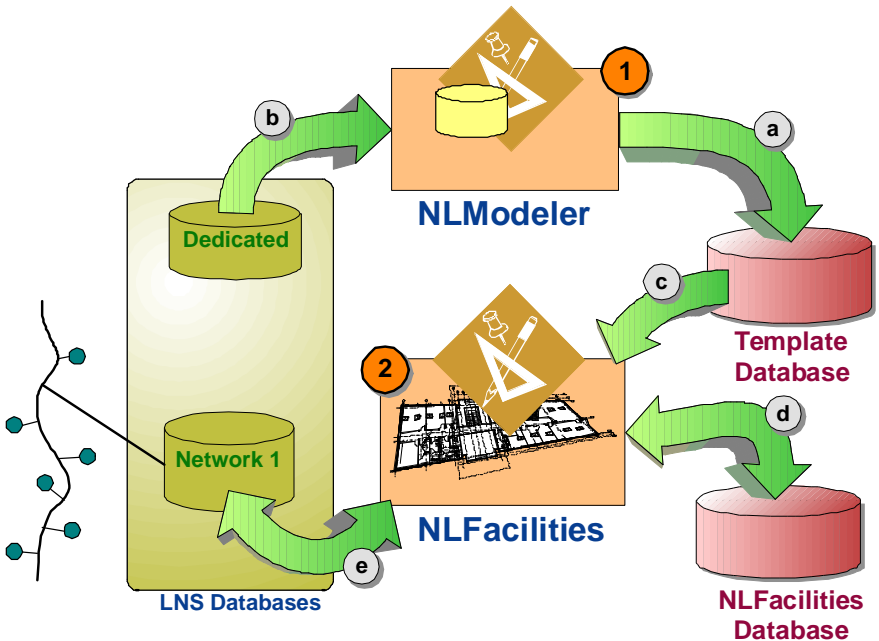 1
b
a
NLModeler
Dedicated
c
Template
Database
2
d
Network 1
NLFacilities
e
LNS Databases
NLFacilities
Database